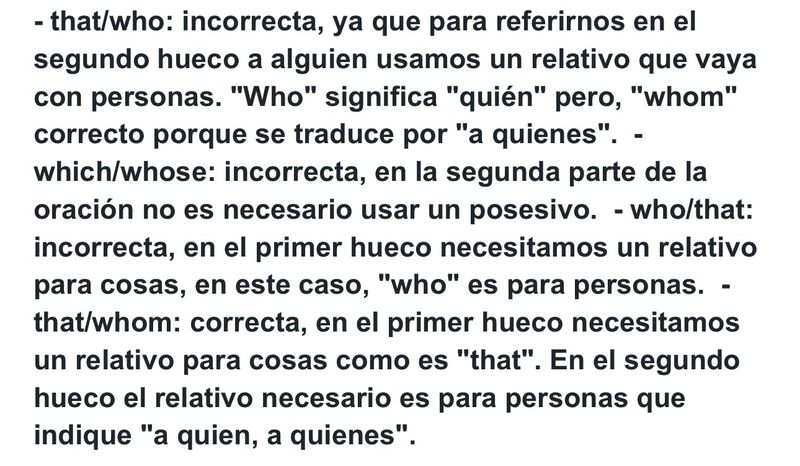 - that/who: incorrecta, ya que para referirnos en el
segundo hueco a alguien usamos un relativo que vaya
con personas. "Who" significa "quién" pero, "whom"
correcto porque se traduce por "a quienes".  -
which/whose: incorrecta, en la segunda parte de la
oración no es necesario usar un posesivo.  - who/that:
incorrecta, en el primer hueco necesitamos un relativo
para cosas, en este caso, "who" es para personas.  -
that/whom: correcta, en el primer hueco necesitamos
un relativo para cosas como es "that". En el segundo
hueco el relativo necesario es para personas que
indique "a quien, a quienes".